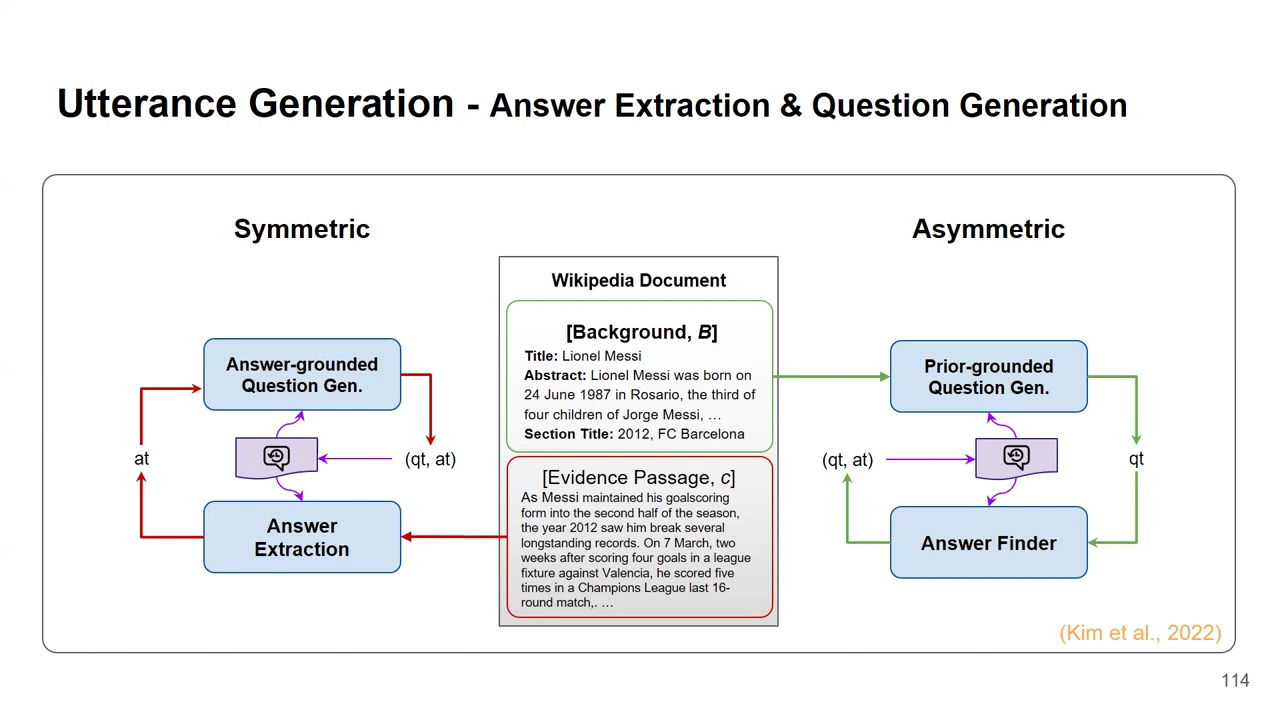 Utterance Generation - Answer Extraction & Question Generation
Symmetric
Asymmetric
Answer-grounded
Question Gen.
at
(qt, at)
Answer
Extraction
Wikipedia Document
[Background, B]
Title: Lionel Messi
Abstract: Lionel Messi was born on
24 June 1987 in Rosario, the third of
four children of Jorge Messi, …
Section Title: 2012, FC Barcelona
[Evidence Passage, c]
As Messi maintained his goalscoring
form into the second half of the season,
the year 2012 saw him break several
longstanding records. On 7 March, two
weeks after scoring four goals in a league
fixture against Valencia, he scored five
times in a Champions League last 16-
round match,. …
Prior-grounded
Question Gen.
(qt, at)
qt
Answer Finder
(Kim et al., 2022)
114